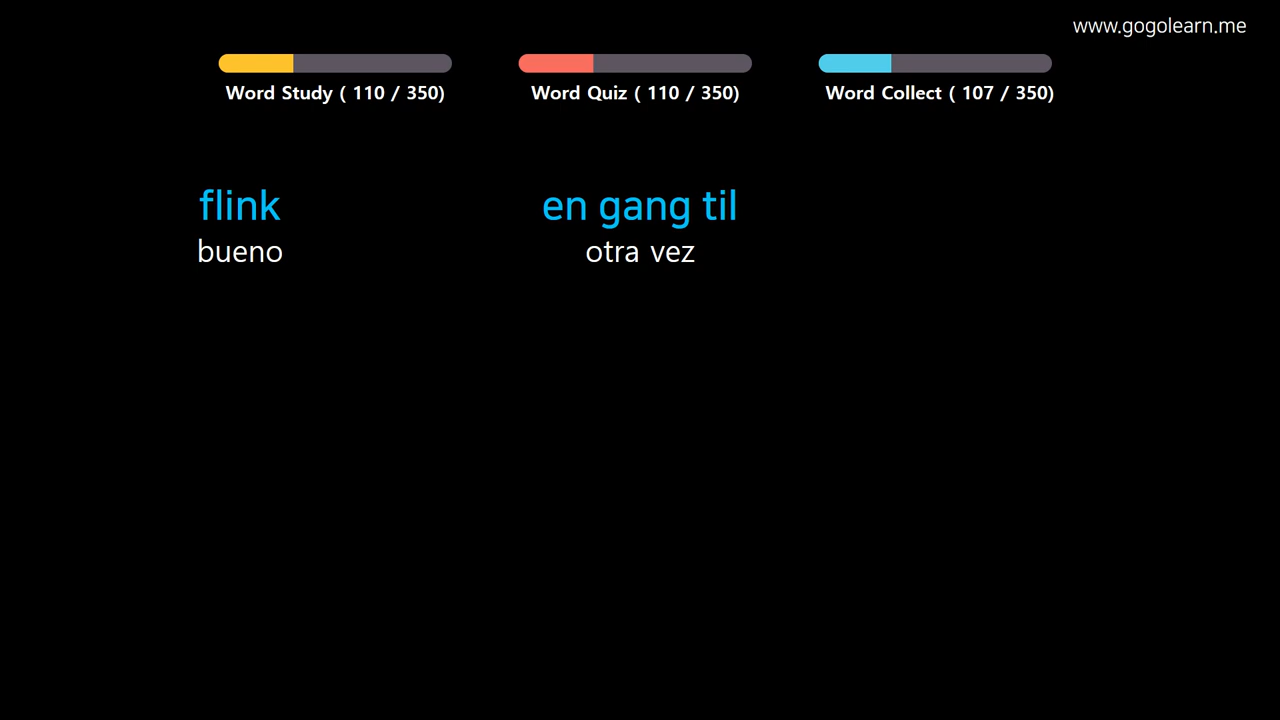 www.gogolearn.me
Word Study ( 110 / 350)
Word Quiz ( 110 / 350)
Word Collect ( 107 / 350)
flink
en gang til
bueno
otra vez